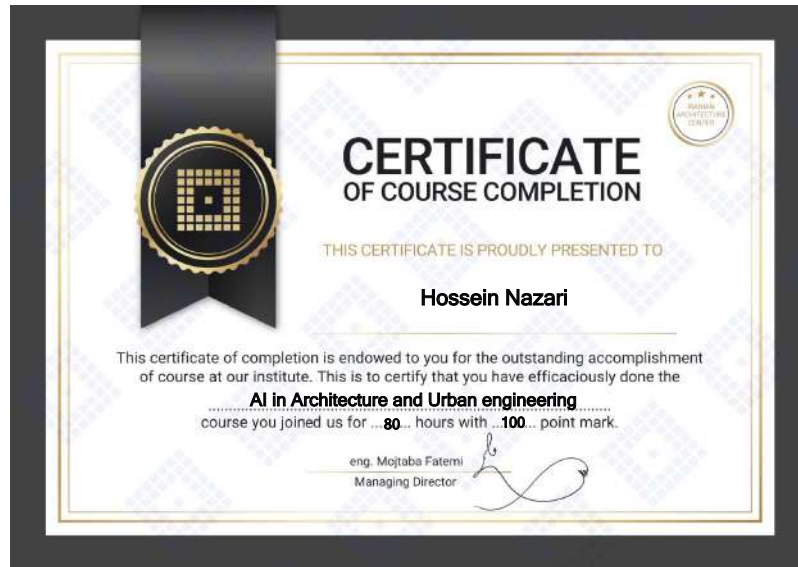 IRANIAN
ARCHITECTURE
CENTER
CERTIFICATE
OF COURSE COMPLETION
THIS CERTIFICATE IS PROUDLY PRESENTED TO
Hossein Nazari
This certificate of completion is endowed to you for the outstanding accomplishment
of course at our institute. This is to certify that you have efficaciously done the
AI in Architecture and Urban engineering
course you joined us for ...80... hours with ...100... point mark.
eng. Mojtaba Fatemi
Managing Director